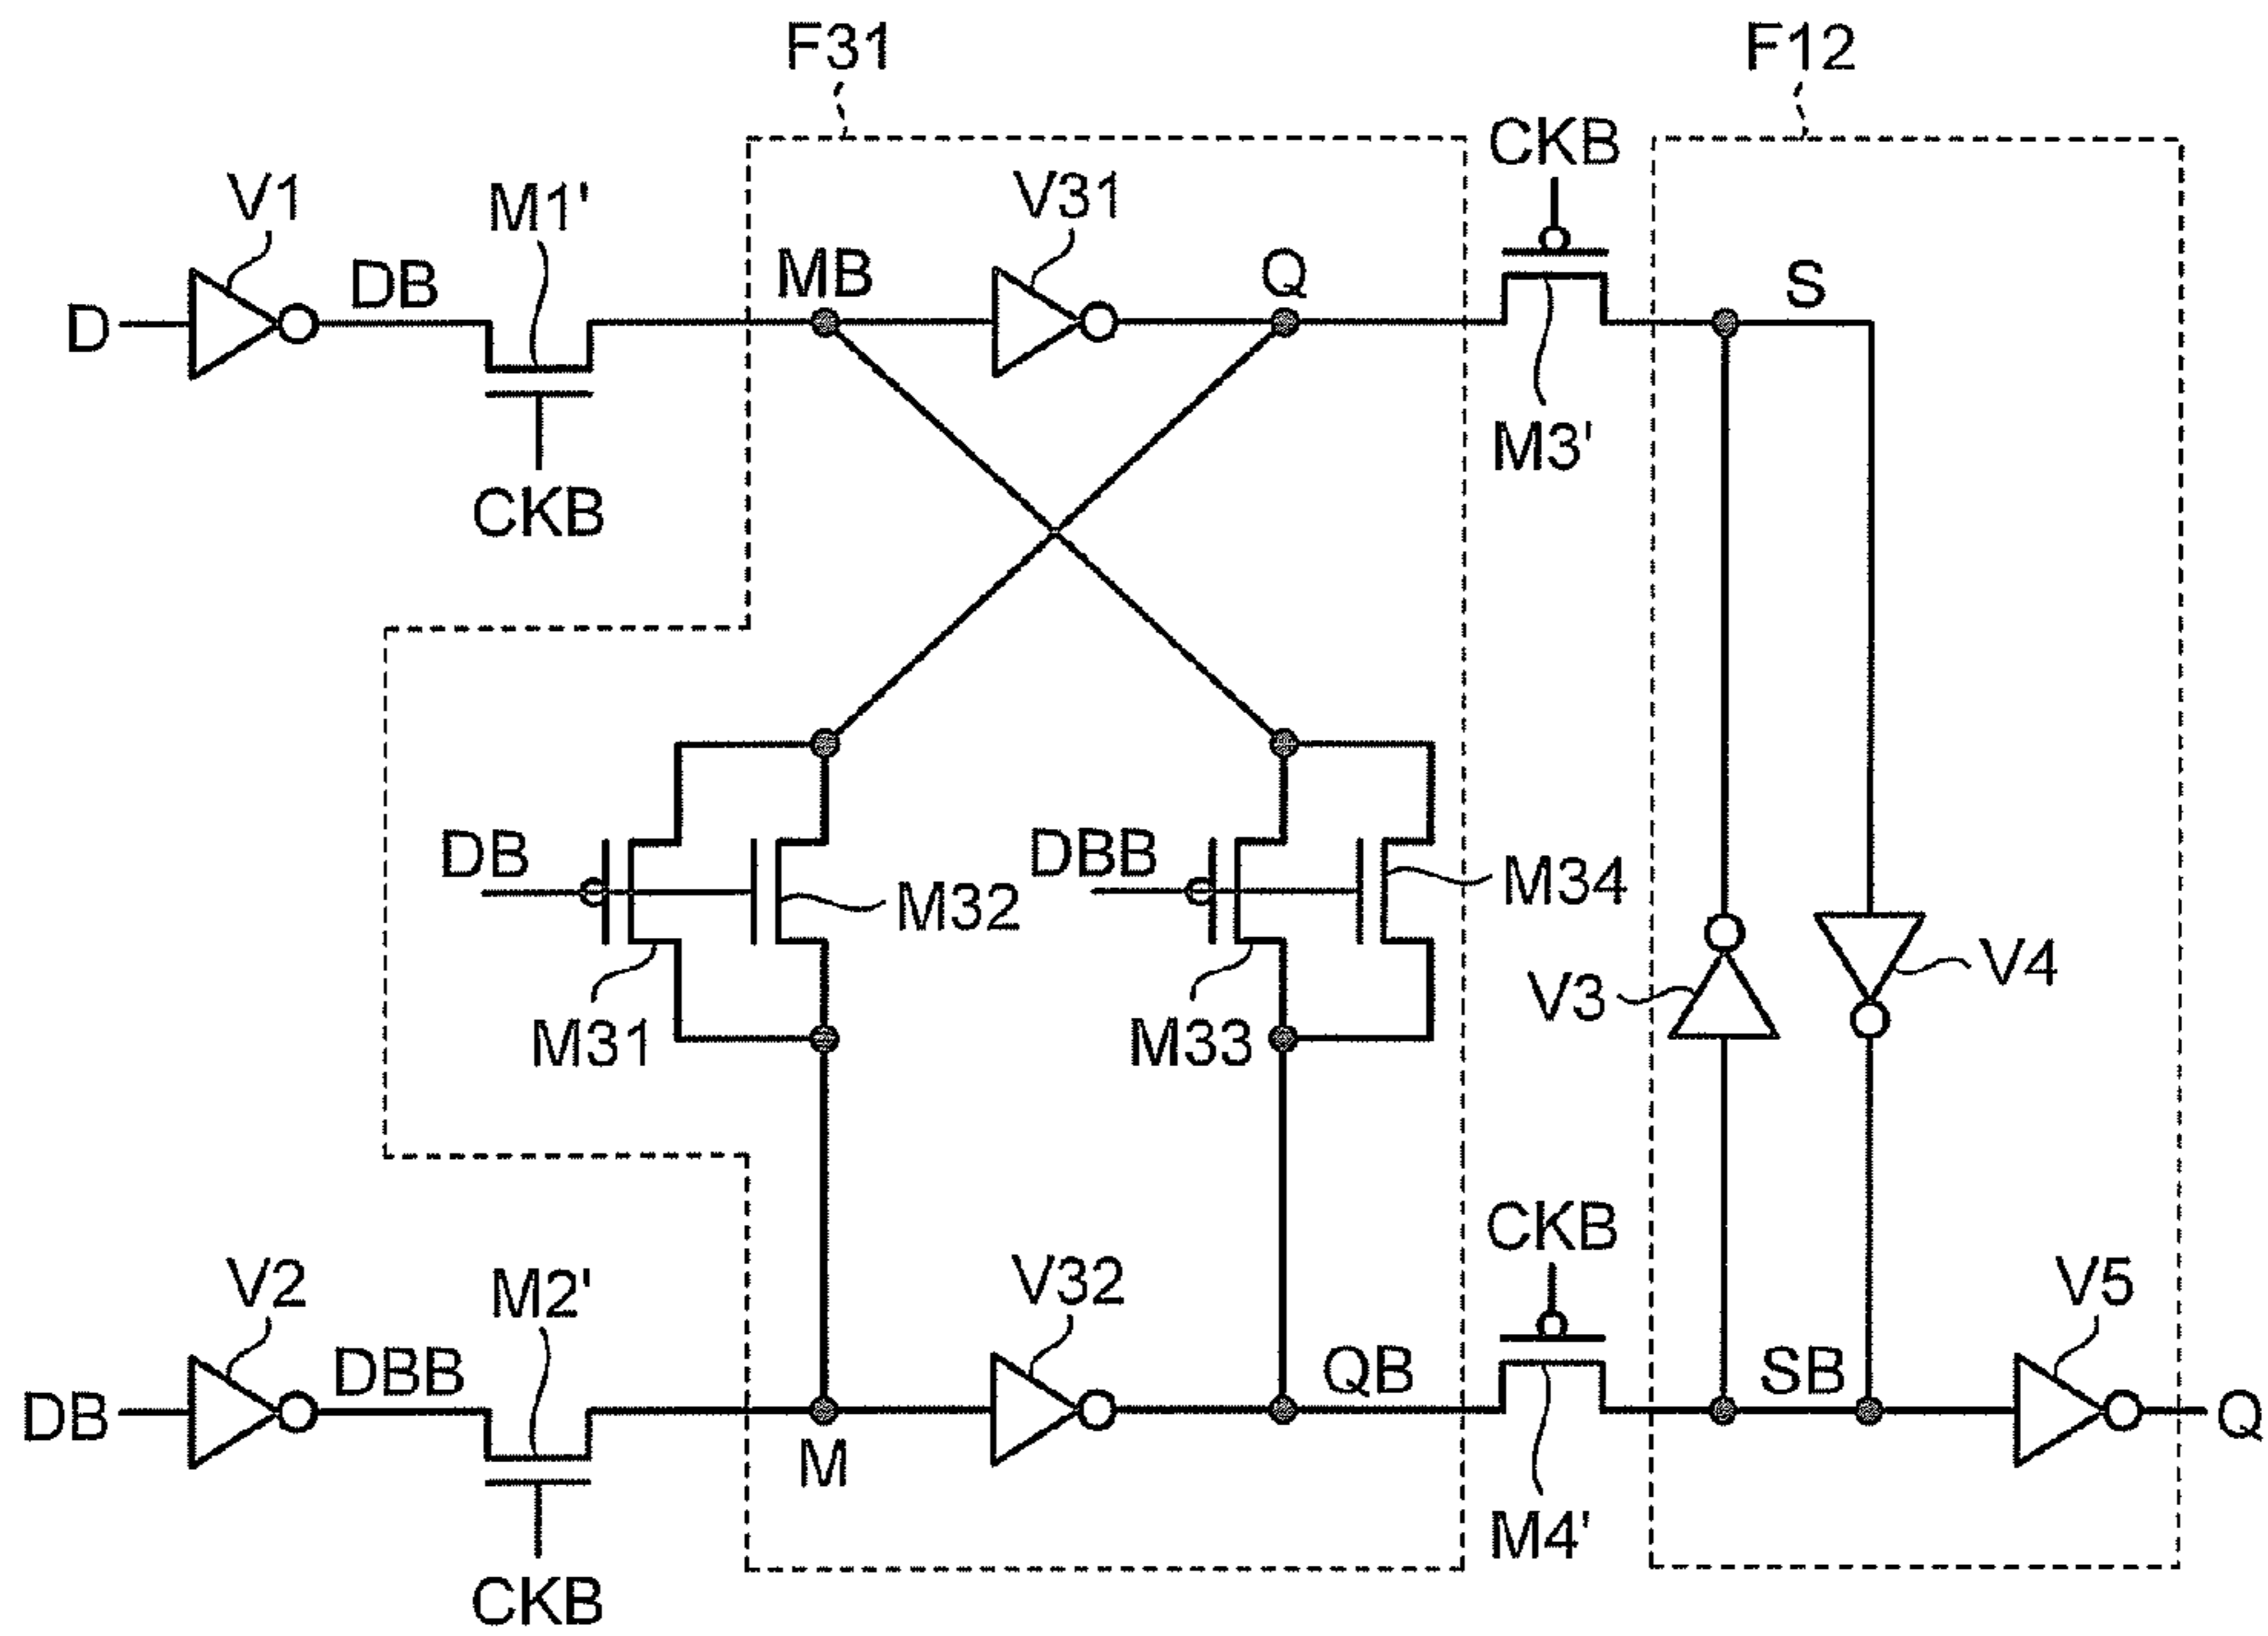 F31
F12
CKB
V1
M1'
V31
DB
MB
Q
S
D
M3'
CKB
DB
DBB
M34
M32
V4
V3
M31
M33
CKB
V2
M2'
V32
V5
DBB
QB
SB
DB
Q
M
M4'
CKB